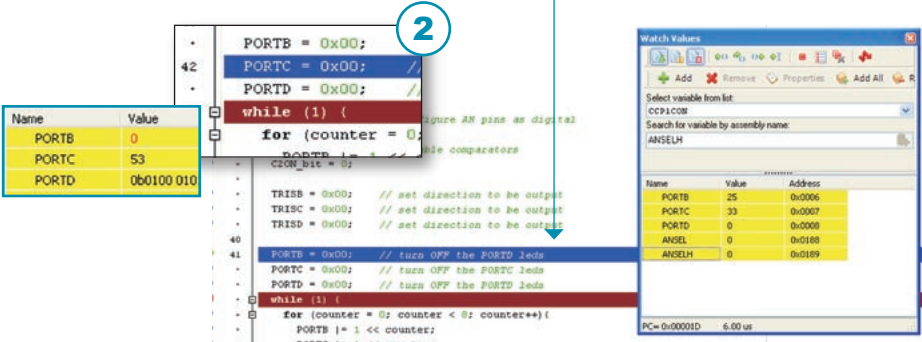 2
PORTB = 0x00;
42 PORTC = 0x00; //
PORTD = 0x00; //
while (1) {
for (counter = 0;
Name Value
PORTB 0
PORTC 53
PORTD 0b0100 010
figure AN pins as digital
ble comparators
C2ON_bit = 0;
TRISB = 0x00; // set direction to be output
TRISC = 0x00; // set direction to be output
TRISD = 0x00; // set direction to be output
40
41 PORTB = 0x00; // turn OFF the PORTD leds
PORTC = 0x00; // turn OFF the PORTC leds
PORTD = 0x00; // turn OFF the PORTD leds
while (1) {
for (counter = 0; counter < 8; counter++){
PORTB |= 1 << counter;
Watch Values
Add Remove Properties Add All R
Select variable from list:
CCP1CON
Search for variable by assembly name:
ANSELH
Name Value Address
PORTB 25 0x0006
PORTC 33 0x0007
PORTD 0 0x0008
ANSEL 0 0x0188
ANSELH 0 0x0189
PC= 0x00001D 6.00 us